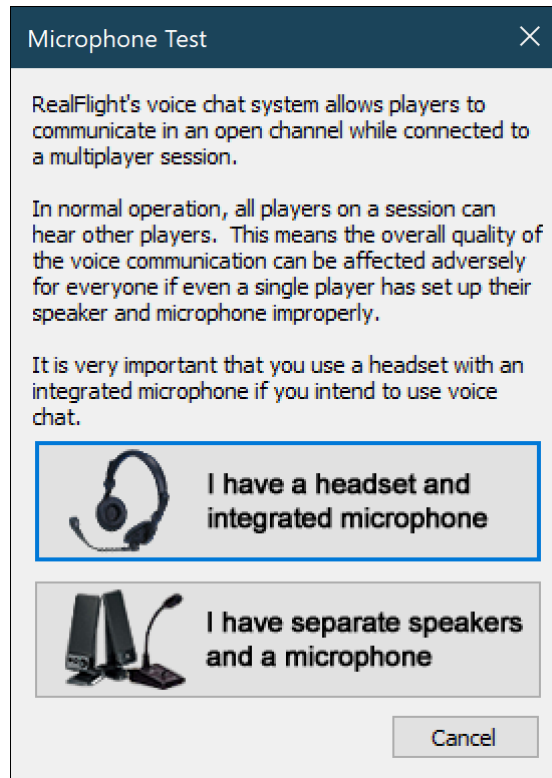 Microphone Test
RealFlight's voice chat system allows players to
communicate in an open channel while connected to
a multiplayer session.
In normal operation, all players on a session can
hear other players.  This means the overall quality of
the voice communication can be affected adversely
for everyone if even a single player has set up their
speaker and microphone improperly.
It is very important that you use a headset with an
integrated microphone if you intend to use voice
chat.
I have a headset and
integrated microphone
I have separate speakers
and a microphone
Cancel